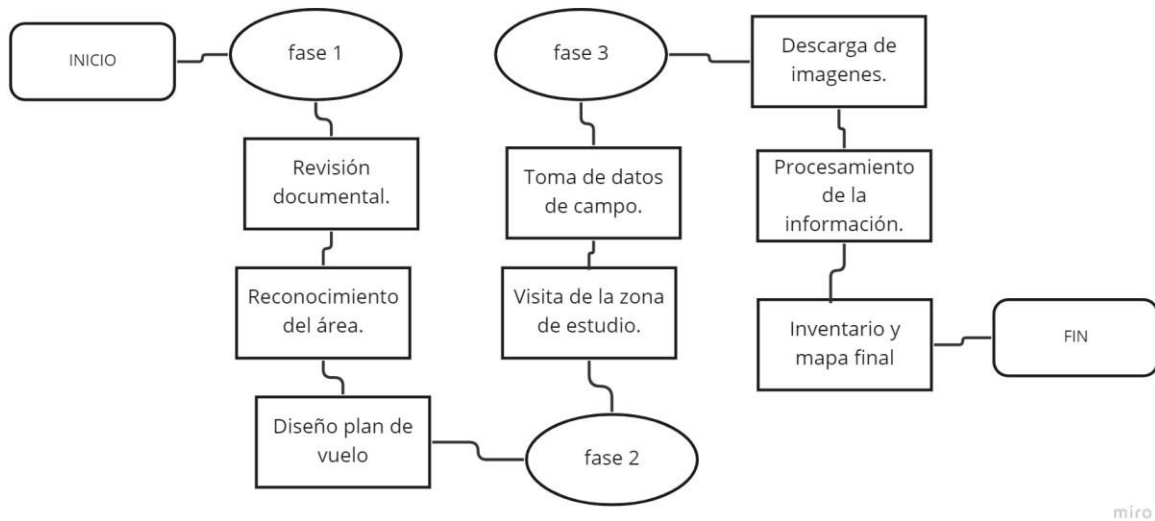 INICIO
fase 1
Revisión
documental.
Reconocimiento
del área.
Diseño plan de
vuelo
fase 2
Visita de la zona
de estudio.
Toma de datos
de campo.
fase 3
Descarga de
imagenes.
Procesamiento
de la
información.
Inventario y
mapa final
FIN
miro